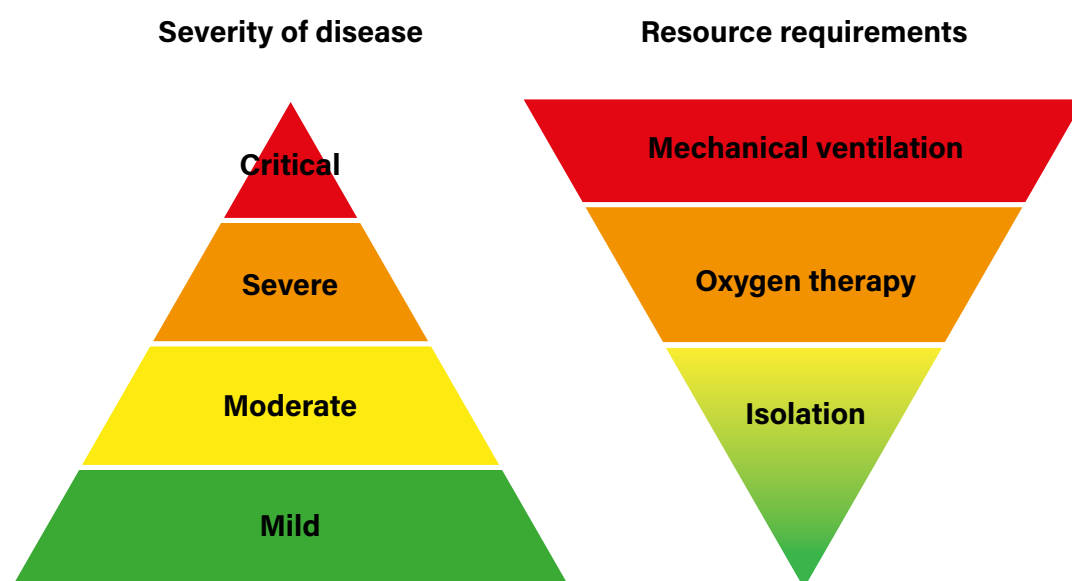 Severity of disease
Critical
Severe
Moderate
Mild
Resource requirements
Mechanical ventilation
Oxygen therapy
Isolation